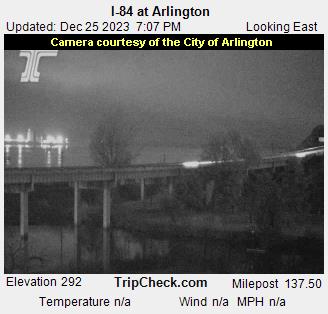 I-84 at Arlington
Updated: Dec 25 2023 7:07 PM Looking East
Camera courtesy of the City of Arlington
Elevation 292 TripCheck.com Milepost 137.50
Temperature n/a Wind n/a MPH n/a